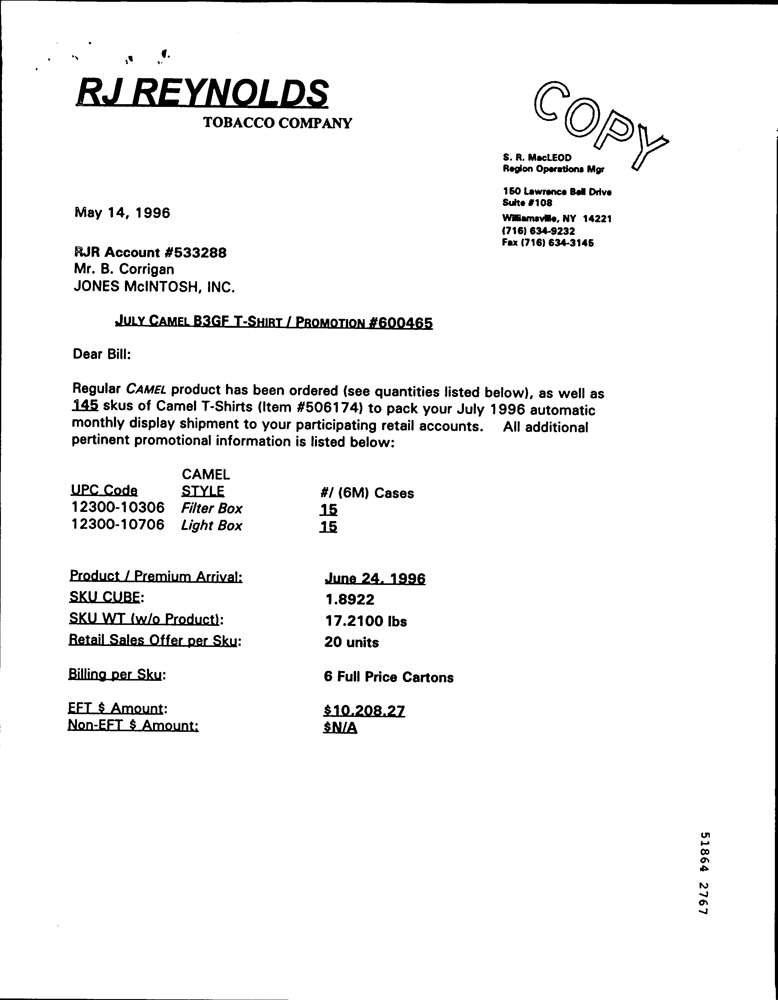 RJ REYNOLDS
TOBACCO COMPANY
COPY
S. R. MacLEOD
Region Operations Mgr
150 Lawrence Bell Drive
Suite #108
Williamsville, NY 14221
(716) 634-9232
Fax (716) 634-3145
May 14, 1996
RJR Account #533288
Mr. B. Corrigan
JONES McINTOSH, INC.
JULY CAMEL B3GF T-SHIRT / PROMOTION #600465
Dear Bill:
Regular CAMEL product has been ordered (see quantities listed below), as well as
145 skus of Camel T-Shirts (Item #506174) to pack your July 1996 automatic
monthly display shipment to your participating retail accounts. All additional
pertinent promotional information is listed below:
CAMEL
UPC Code STYLE #/ (6M) Cases
12300-10306 Filter Box 15
12300-10706 Light Box 15
Product / Premium Arrival: June 24, 1996
SKU CUBE: 1.8922
SKU WT (w/o Product): 17.2100 lbs
Retail Sales Offer per Sku: 20 units
Billing per Sku: 6 Full Price Cartons
EFT $ Amount: $10,208.27
Non-EFT $ Amount: $N/A
51864 2767